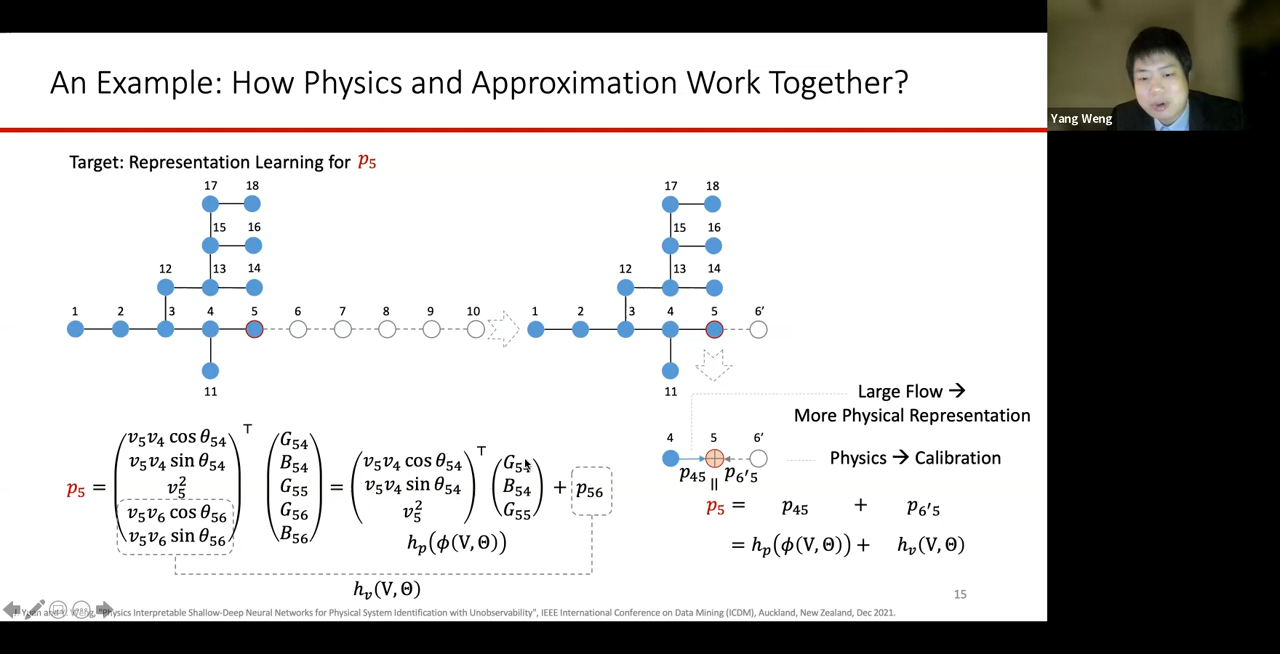 An Example: How Physics and Approximation Work Together?
Yang Weng
Target: Representation Learning for p₅
17 18 17 18
15 16 15 16
12 13 14 12 13 14
1 2 3 4 5 6 7 8 9 10 1 2 3 4 5 6′
11 11
Large Flow →
More Physical Representation
4 5 6′
Physics → Calibration
p₄₅ || p₆′₅
p₅ = p₄₅ + p₆′₅
= hₚ(ϕ(V, Θ)) + hᵥ(V, Θ)
p₅ = (v₅v₄ cos θ₅₄
v₅v₄ sin θ₅₄
v₅²
v₅v₆ cos θ₅₆
v₅v₆ sin θ₅₆)ᵀ
(G₅₄
B₅₄
G₅₅
G₅₆
B₅₆)
= (v₅v₄ cos θ₅₄
v₅v₄ sin θ₅₄
v₅²)ᵀ
(G₅₄
B₅₄
G₅₅)
+ p₅₆
hₚ(ϕ(V, Θ))
hᵥ(V, Θ)
15
"Physics Interpretable Shallow-Deep Neural Networks for Physical System Identification with Unobservability", IEEE International Conference on Data Mining (ICDM), Auckland, New Zealand, Dec 2021.